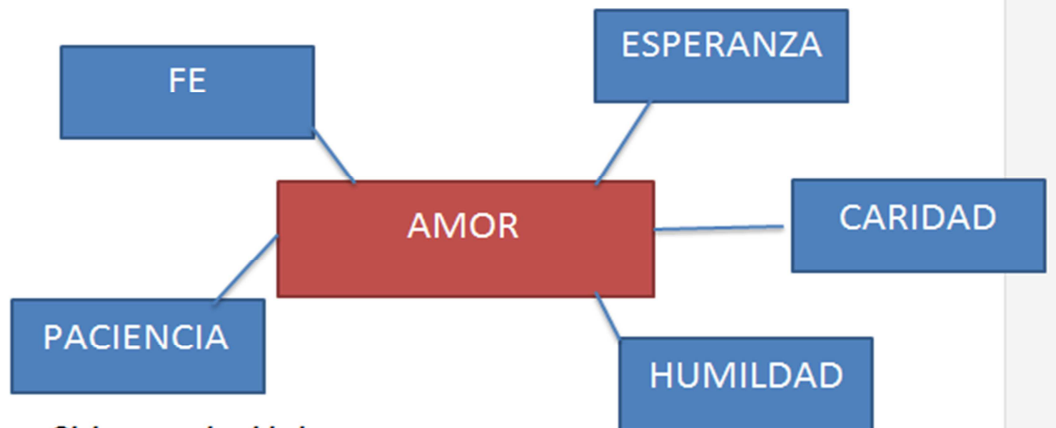 ESPERANZA
FE
AMOR
CARIDAD
PACIENCIA
HUMILDAD